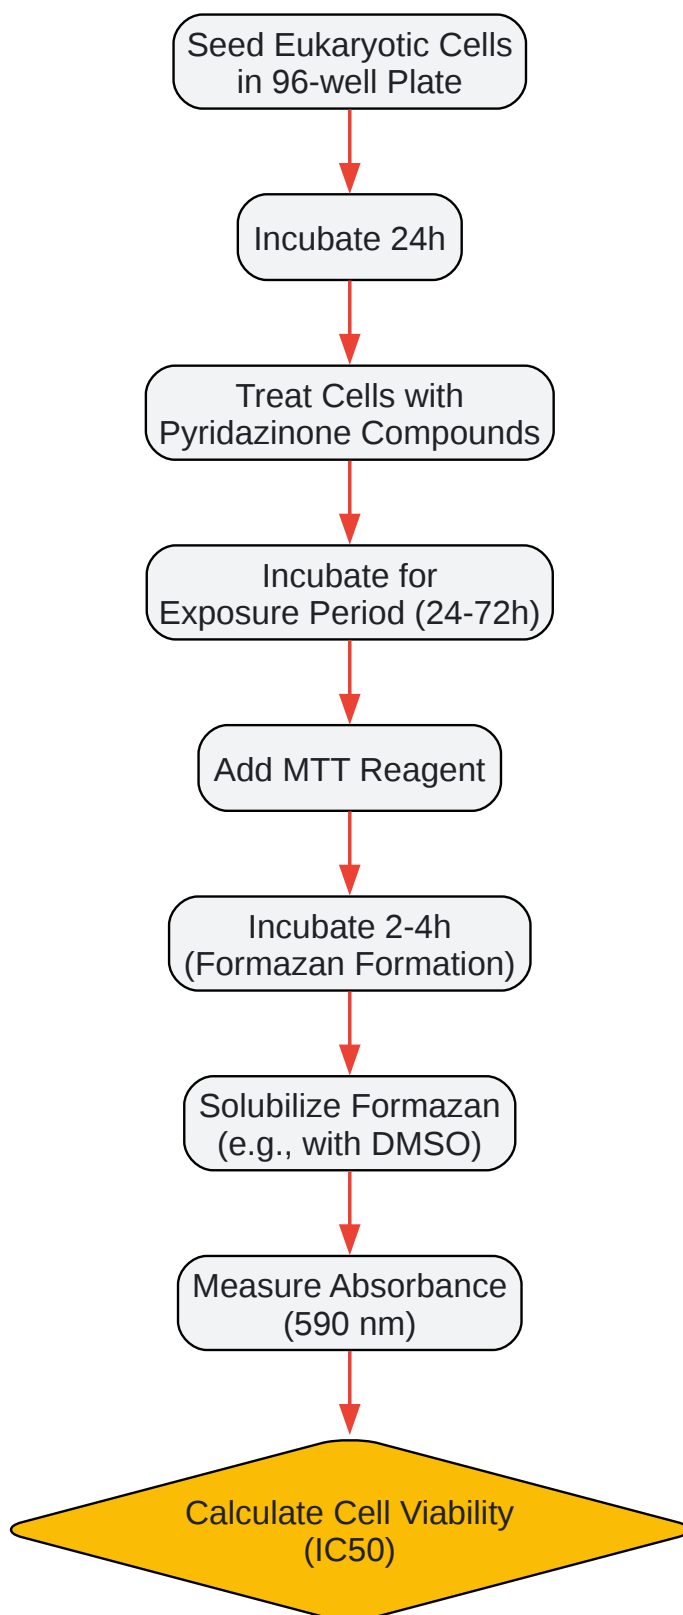 Seed Eukaryotic Cells
in 96-well Plate
Incubate 24h
Treat Cells with
Pyridazinone Compounds
Incubate for
Exposure Period (24-72h)
Add MTT Reagent
Incubate 2-4h
(Formazan Formation)
Solubilize Formazan
(e.g., with DMSO)
Measure Absorbance
(590 nm)
Calculate Cell Viability
(IC50)